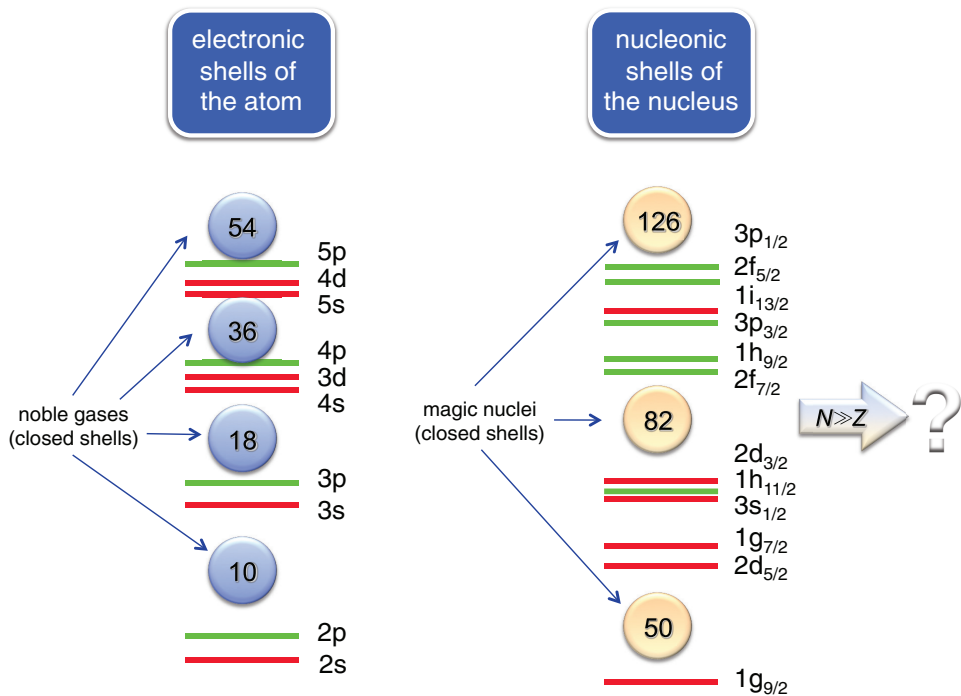 electronic
shells of
the atom
nucleonic
shells of
the nucleus
54
5p
4d
5s
36
4p
3d
4s
noble gases
(closed shells)
18
3p
3s
10
2p
2s
126
3p1/2
2f5/2
1i13/2
3p3/2
1h9/2
2f7/2
magic nuclei
(closed shells)
82
2d3/2
1h11/2
3s1/2
1g7/2
2d5/2
50
1g9/2
N≫Z
?